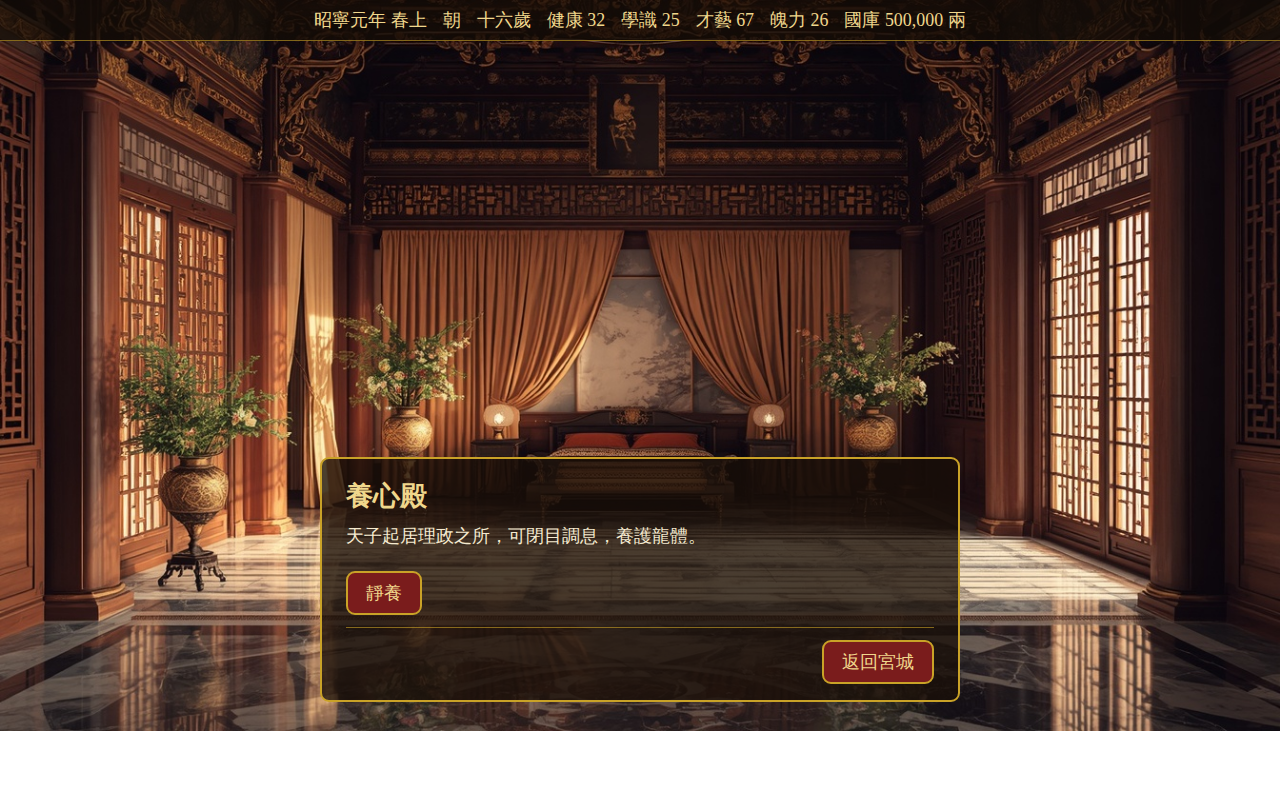 昭寧元年 春上 朝 十六歲 健康 32 學識 25 才藝 67 魄力 26 國庫 500,000 兩
養心殿
天子起居理政之所，可閉目調息，養護龍體。
靜養
返回宮城